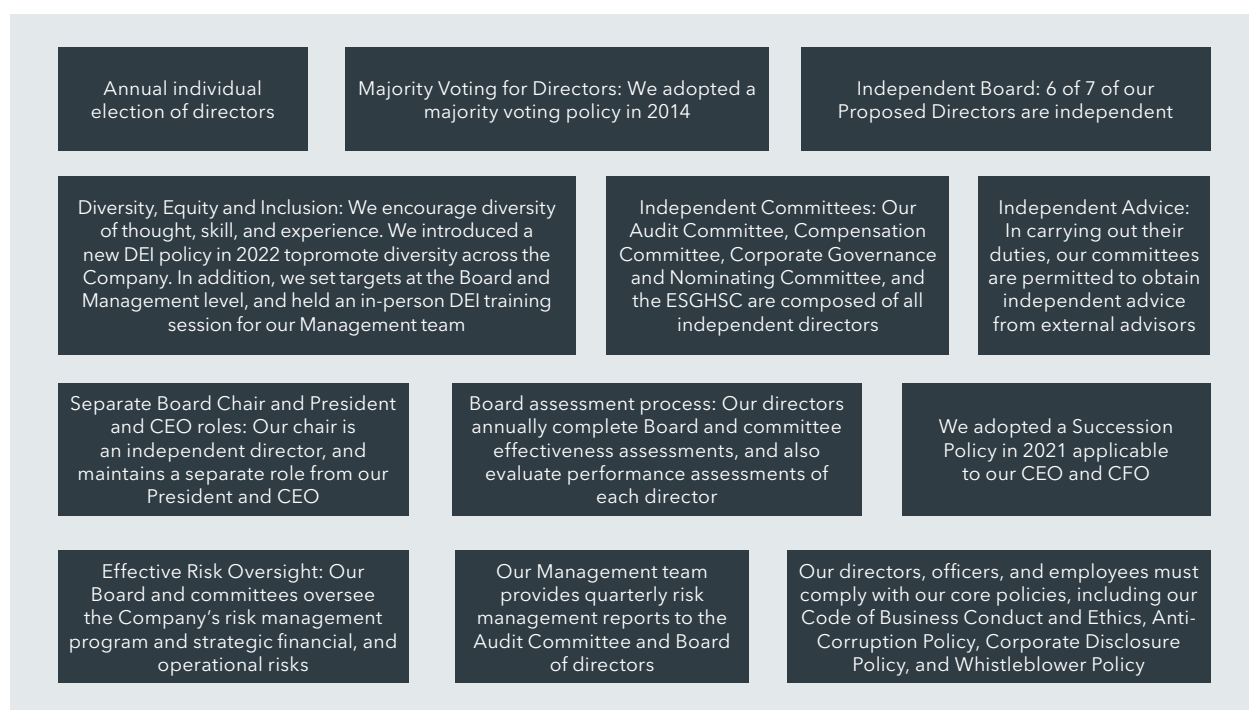 Annual individual
election of directors
Majority Voting for Directors: We adopted a
majority voting policy in 2014
Independent Board: 6 of 7 of our
Proposed Directors are independent
Diversity, Equity and Inclusion: We encourage diversity
of thought, skill, and experience. We introduced a
new DEI policy in 2022 topromote diversity across the
Company. In addition, we set targets at the Board and
Management level, and held an in-person DEI training
session for our Management team
Independent Committees: Our
Audit Committee, Compensation
Committee, Corporate Governance
and Nominating Committee, and
the ESGHSC are composed of all
independent directors
Independent Advice:
In carrying out their
duties, our committees
are permitted to obtain
independent advice
from external advisors
Separate Board Chair and President
and CEO roles: Our chair is
an independent director, and
maintains a separate role from our
President and CEO
Board assessment process: Our directors
annually complete Board and committee
effectiveness assessments, and also
evaluate performance assessments of
each director
We adopted a Succession
Policy in 2021 applicable
to our CEO and CFO
Effective Risk Oversight: Our
Board and committees oversee
the Company’s risk management
program and strategic financial, and
operational risks
Our Management team
provides quarterly risk
management reports to the
Audit Committee and Board
of directors
Our directors, officers, and employees must
comply with our core policies, including our
Code of Business Conduct and Ethics, Anti-
Corruption Policy, Corporate Disclosure
Policy, and Whistleblower Policy